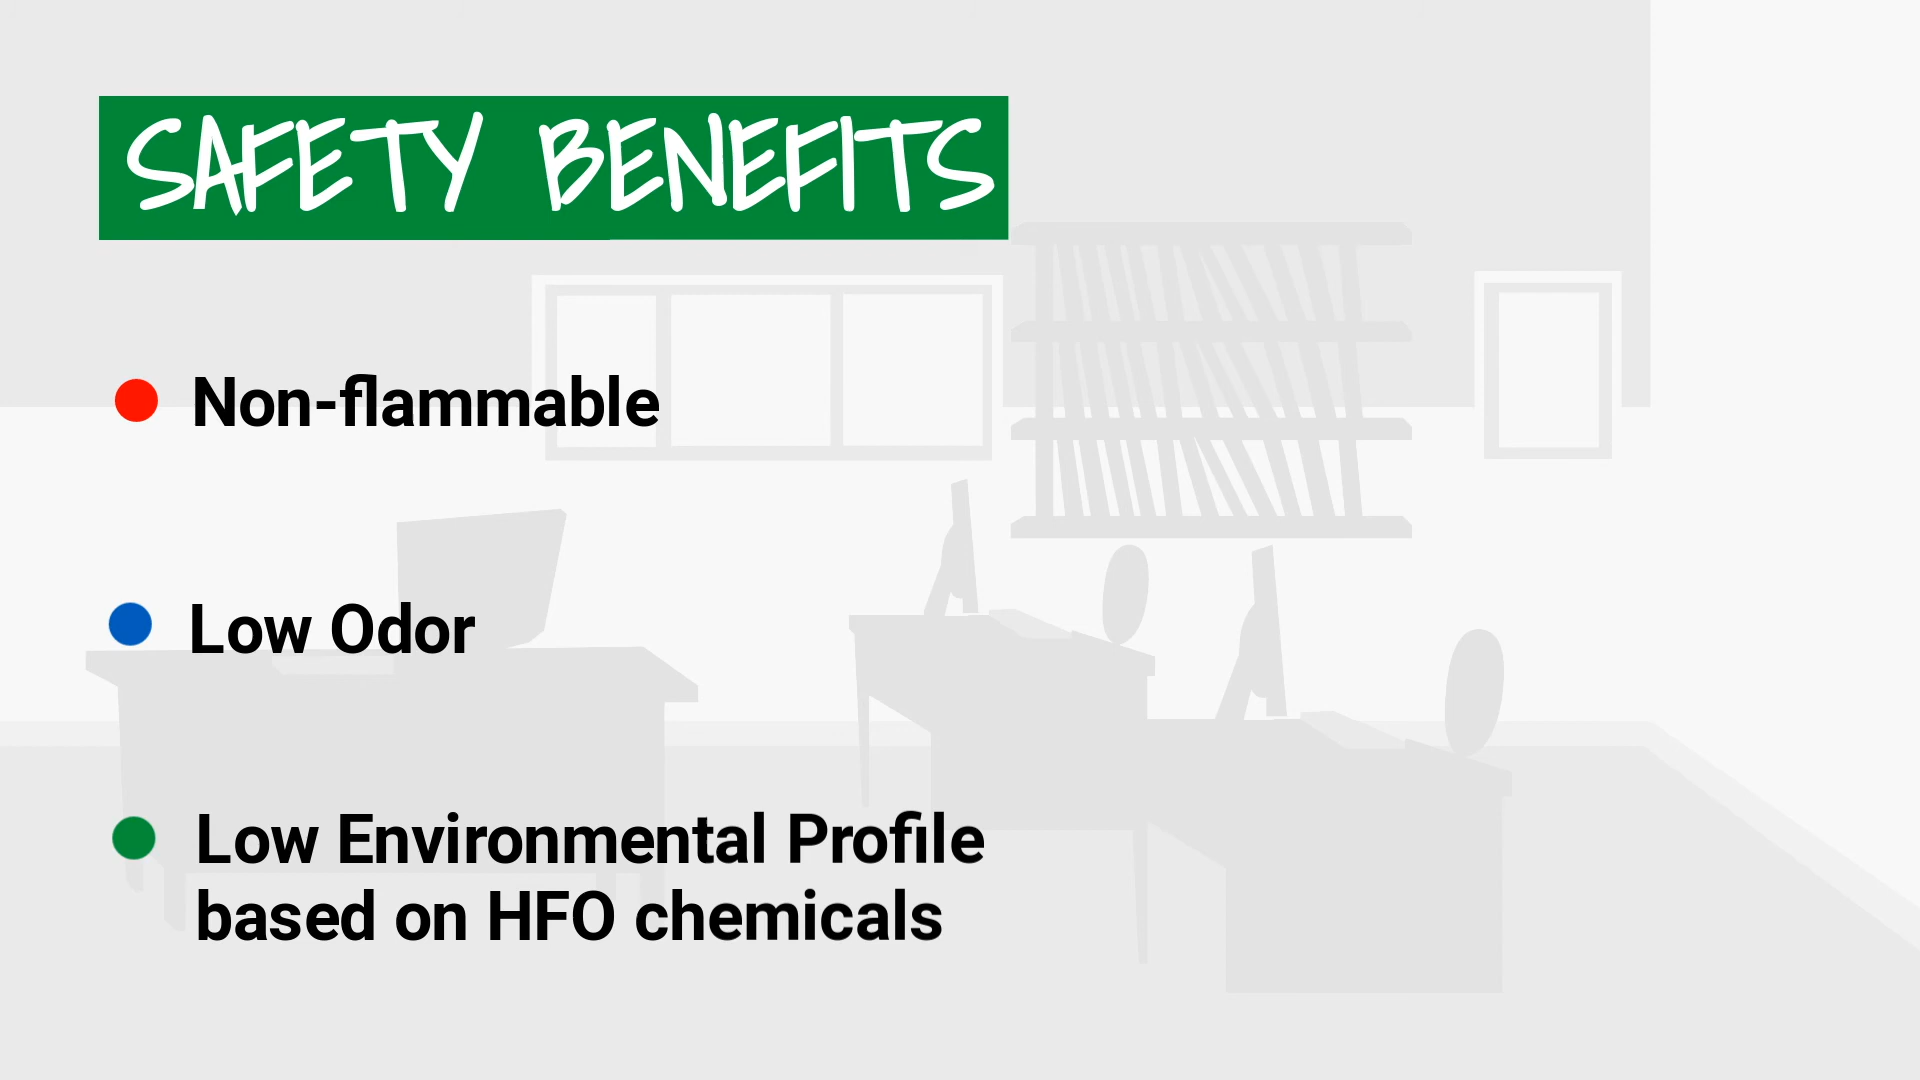 SAFETY BENEFITS
Non-flammable
Low Odor
Low Environmental Profile
based on HFO chemicals